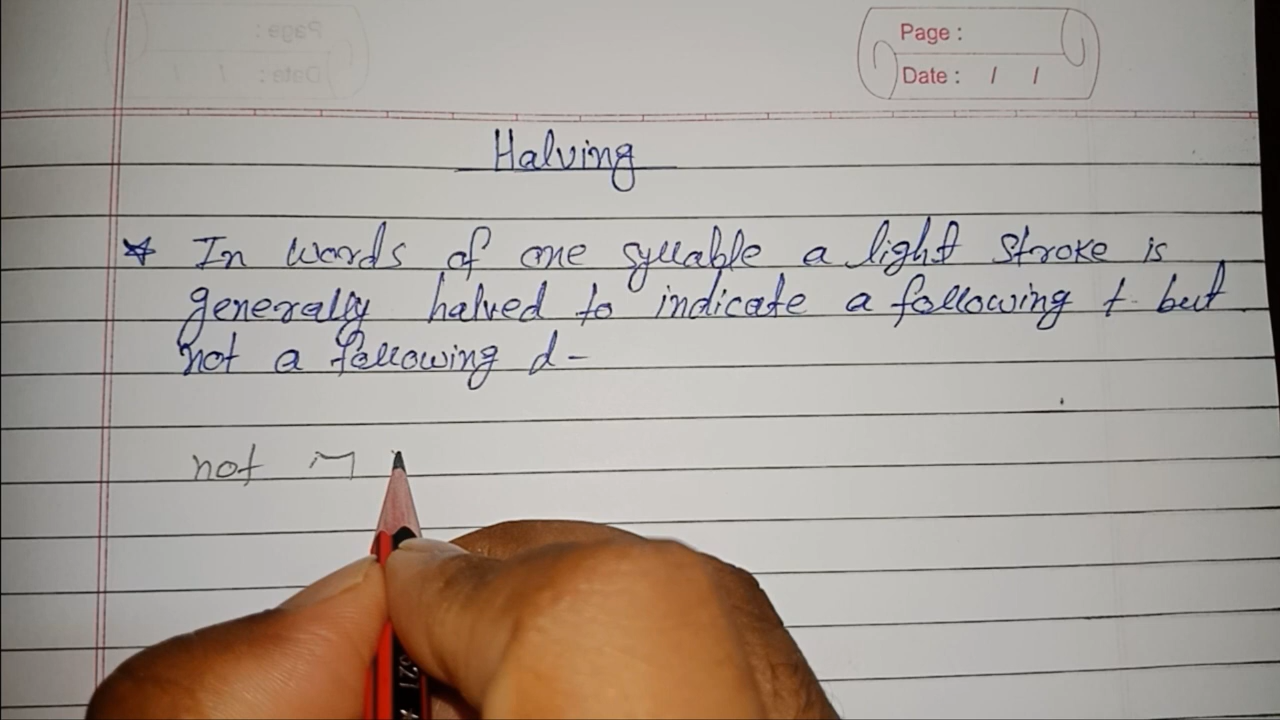 Page :
Date : / /
Halving
In words of one syllable a light stroke is
generally halved to indicate a following t but
not a following d-
not
621